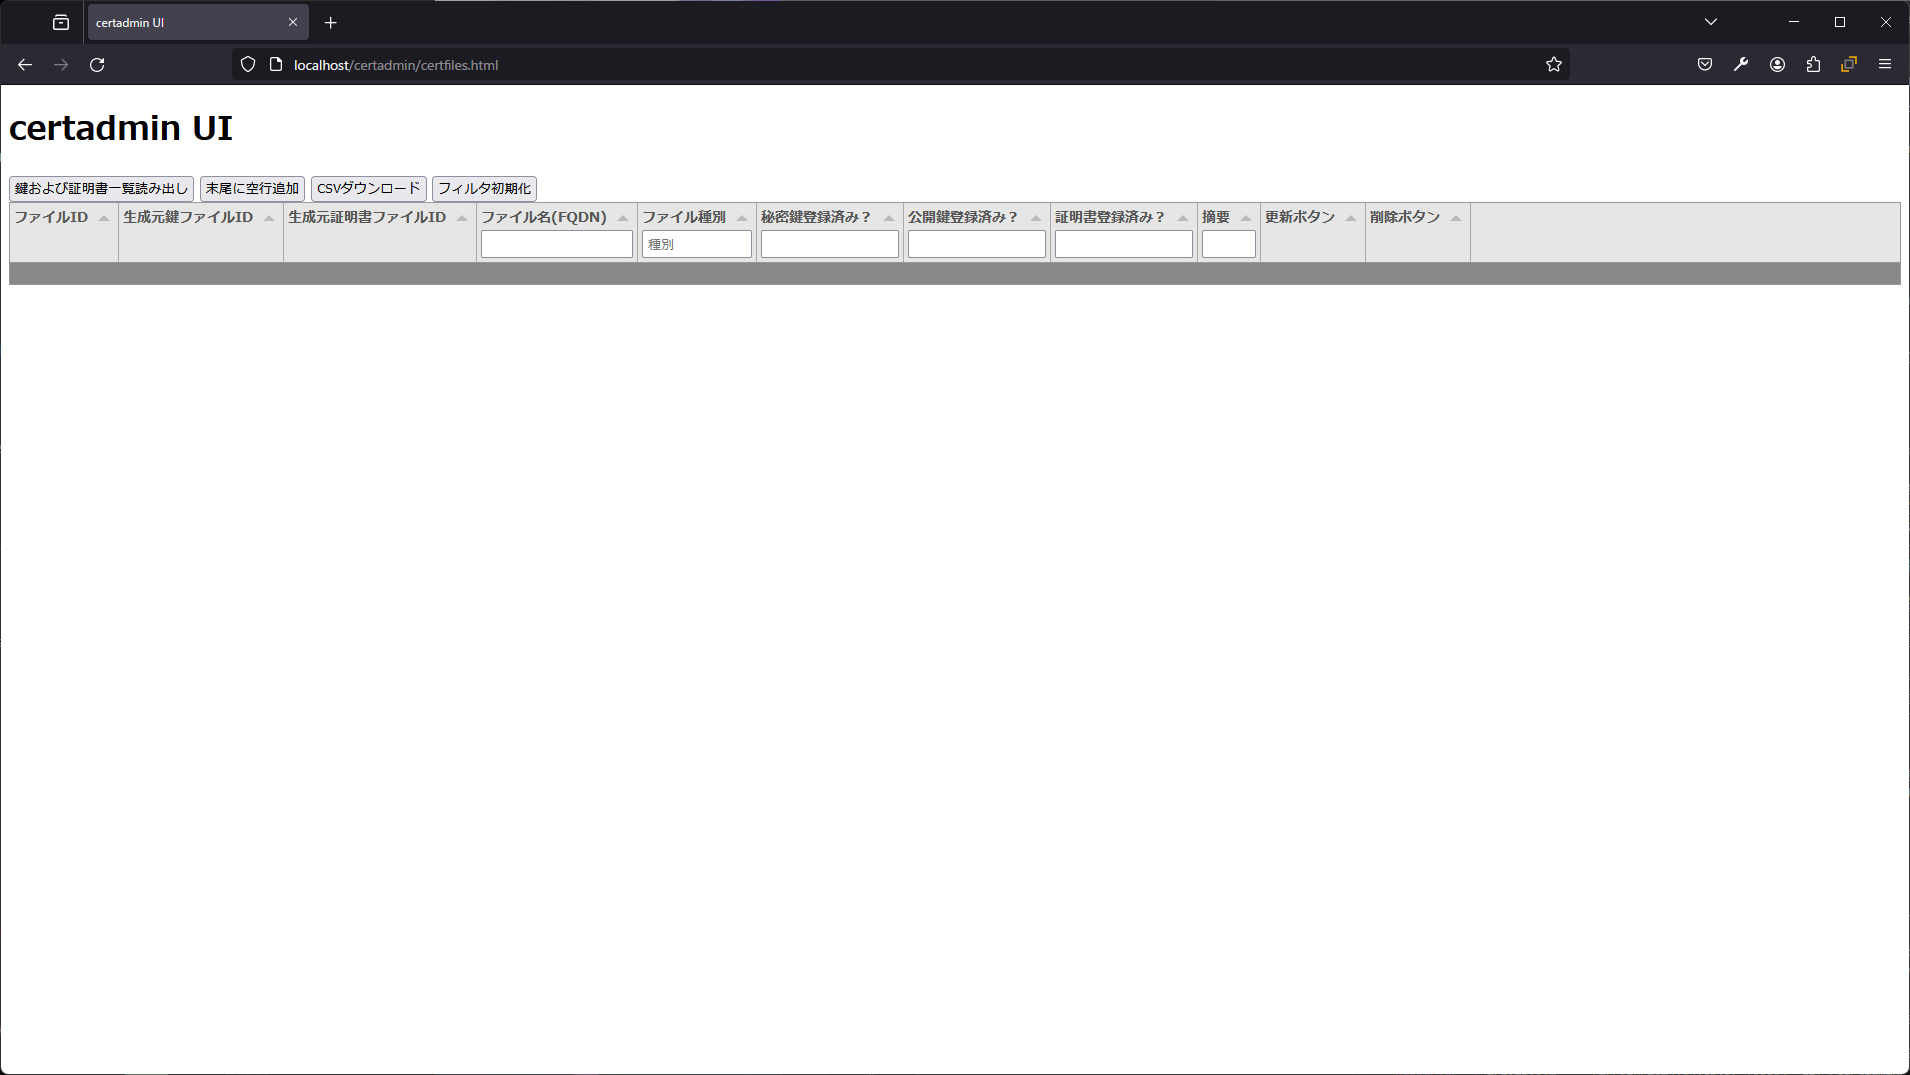 certadmin UI
localhost/certadmin/certfiles.html
certadmin UI
鍵および証明書一覧読み出し 末尾に空行追加 CSVダウンロード フィルタ初期化
ファイルID 生成元鍵ファイルID 生成元証明書ファイルID ファイル名(FQDN) ファイル種別 秘密鍵登録済み？ 公開鍵登録済み？ 証明書登録済み？ 摘要 更新ボタン 削除ボタン
種別